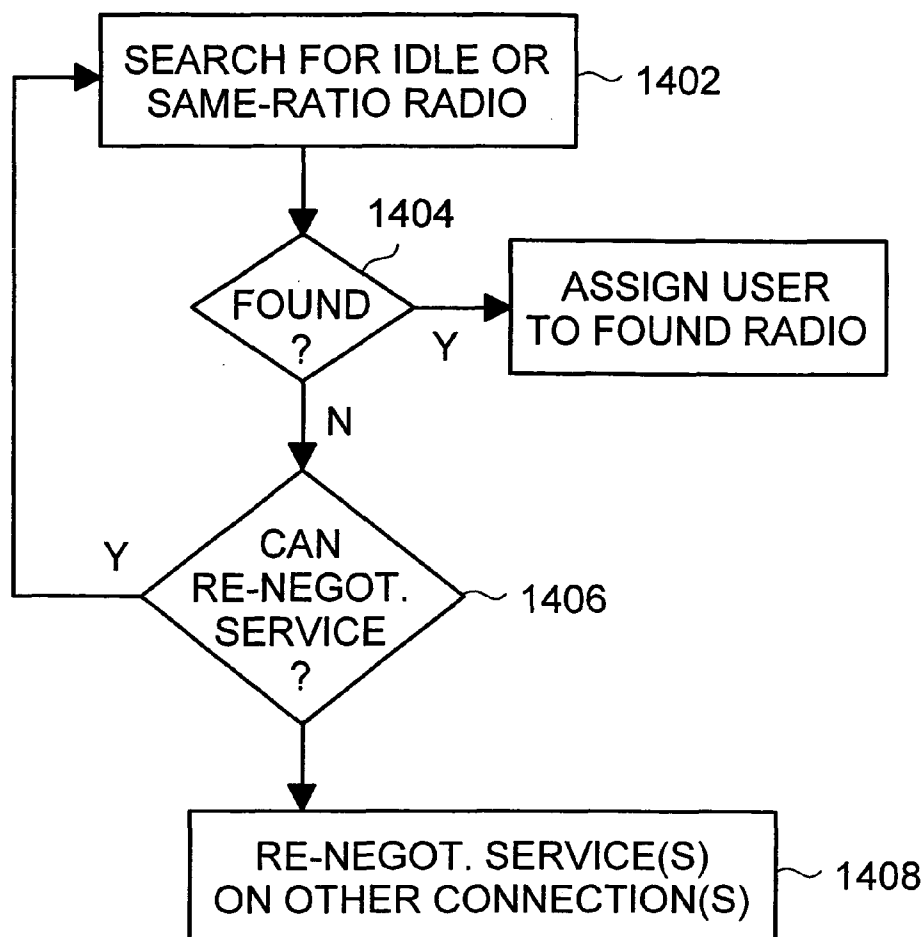 SEARCH FOR IDLE OR
SAME-RATIO RADIO
1402
1404
FOUND
?
Y
ASSIGN USER
TO FOUND RADIO
N
Y
CAN
RE-NEGOT.
SERVICE
?
1406
RE-NEGOT. SERVICE(S)
ON OTHER CONNECTION(S)
1408